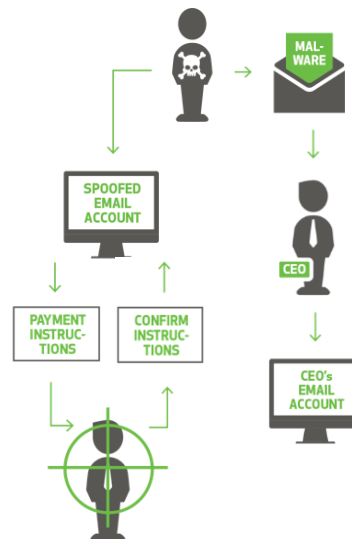 MAL-
WARE
SPOOFED
EMAIL
ACCOUNT
CEO
PAYMENT
INSTRUC-
TIONS
CONFIRM
INSTRUC-
TIONS
CEO's
EMAIL
ACCOUNT